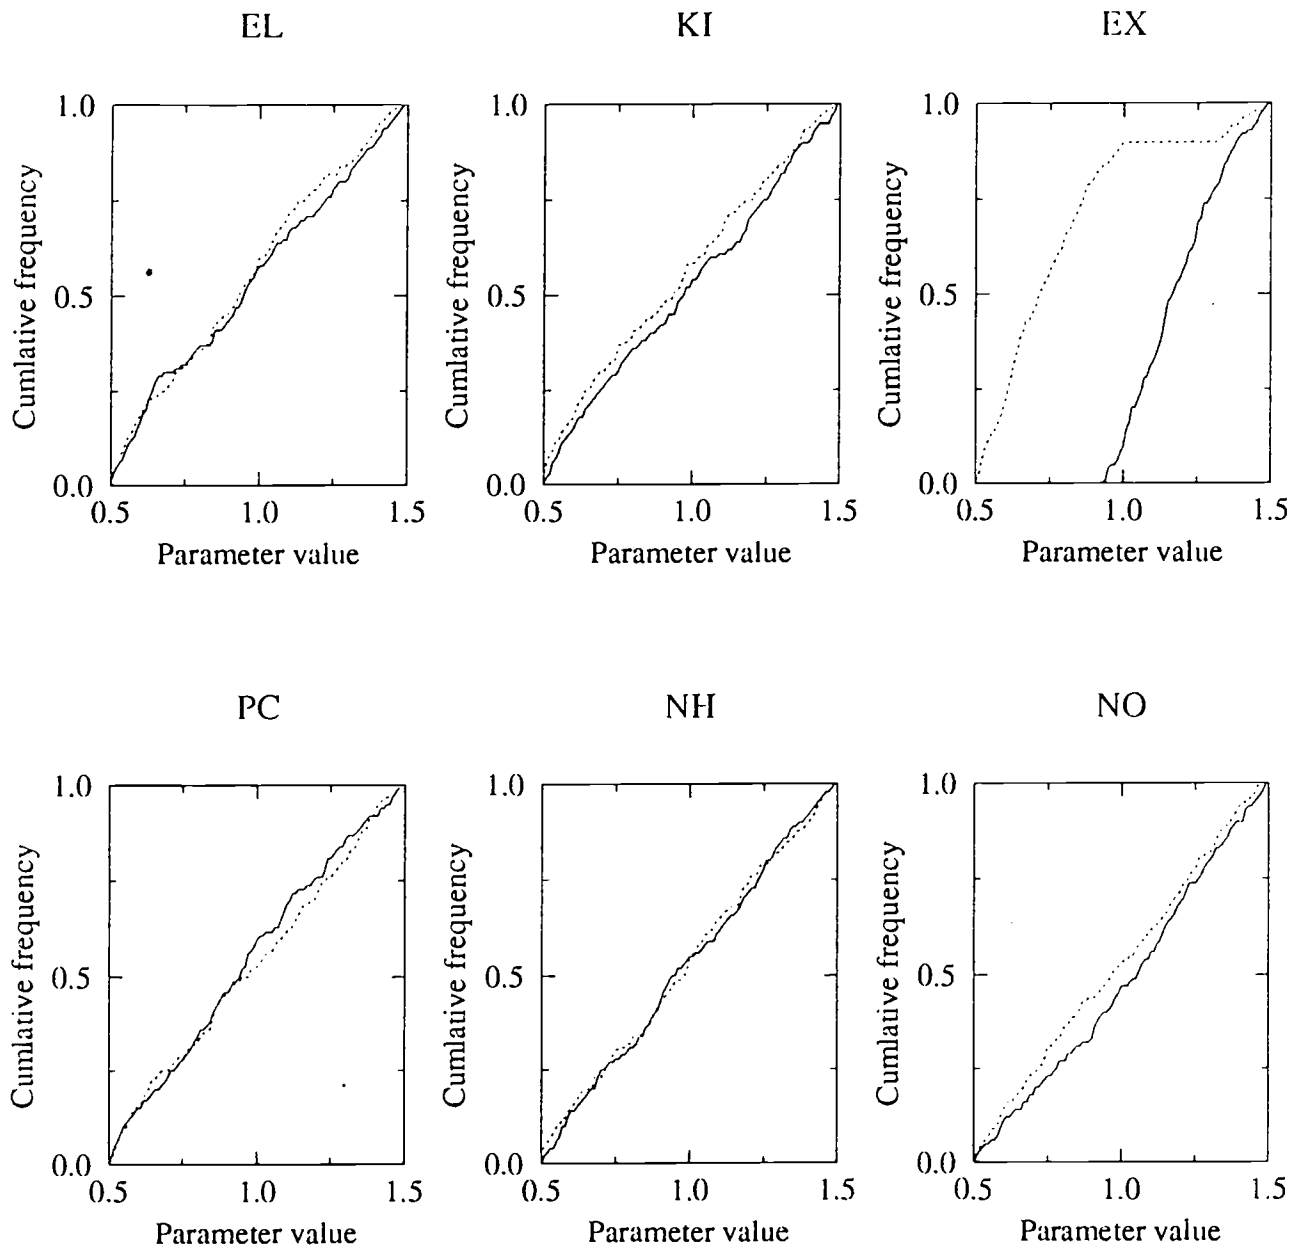 EL KI EX
1.0 1.0 1.0
Cumlative frequency Cumlative frequency Cumlative frequency
0.5 0.5 0.5
0.0 0.0 0.0
0.5 1.0 1.5 0.5 1.0 1.5 0.5 1.0 1.5
Parameter value Parameter value Parameter value
PC NH NO
1.0 1.0 1.0
Cumlative frequency Cumlative frequency Cumlative frequency
0.5 0.5 0.5
0.0 0.0 0.0
0.5 1.0 1.5 0.5 1.0 1.5 0.5 1.0 1.5
Parameter value Parameter value Parameter value